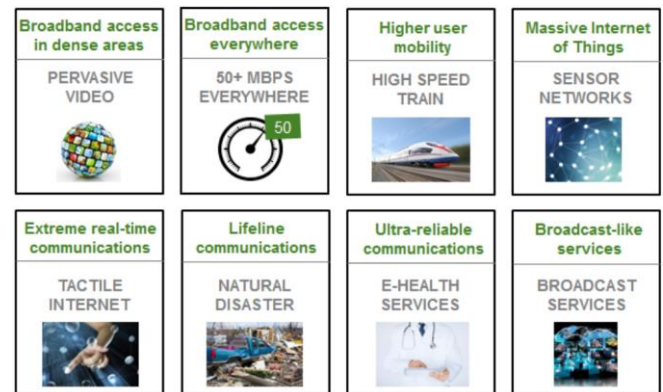 Broadband access
in dense areas
PERVASIVE
VIDEO
Broadband access
everywhere
50+ MBPS
EVERYWHERE
50
Higher user
mobility
HIGH SPEED
TRAIN
Massive Internet
of Things
SENSOR
NETWORKS
Extreme real-time
communications
TACTILE
INTERNET
Lifeline
communications
NATURAL
DISASTER
Ultra-reliable
communications
E-HEALTH
SERVICES
Broadcast-like
services
BROADCAST
SERVICES